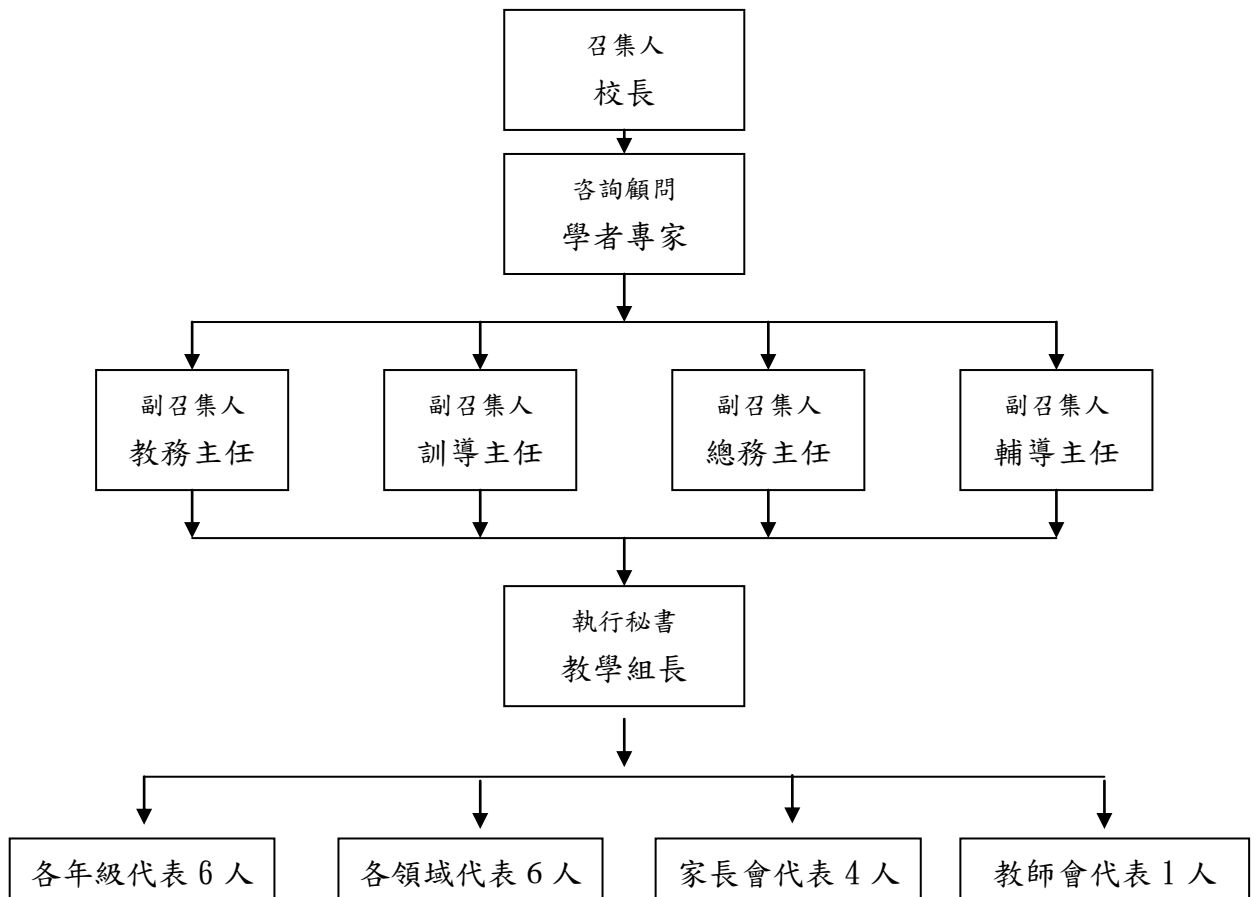 召集人
校長
咨詢顧問
學者專家
副召集人
教務主任
副召集人
訓導主任
副召集人
總務主任
副召集人
輔導主任
執行秘書
教學組長
各年級代表 6 人
各領域代表 6 人
家長會代表 4 人
教師會代表 1 人